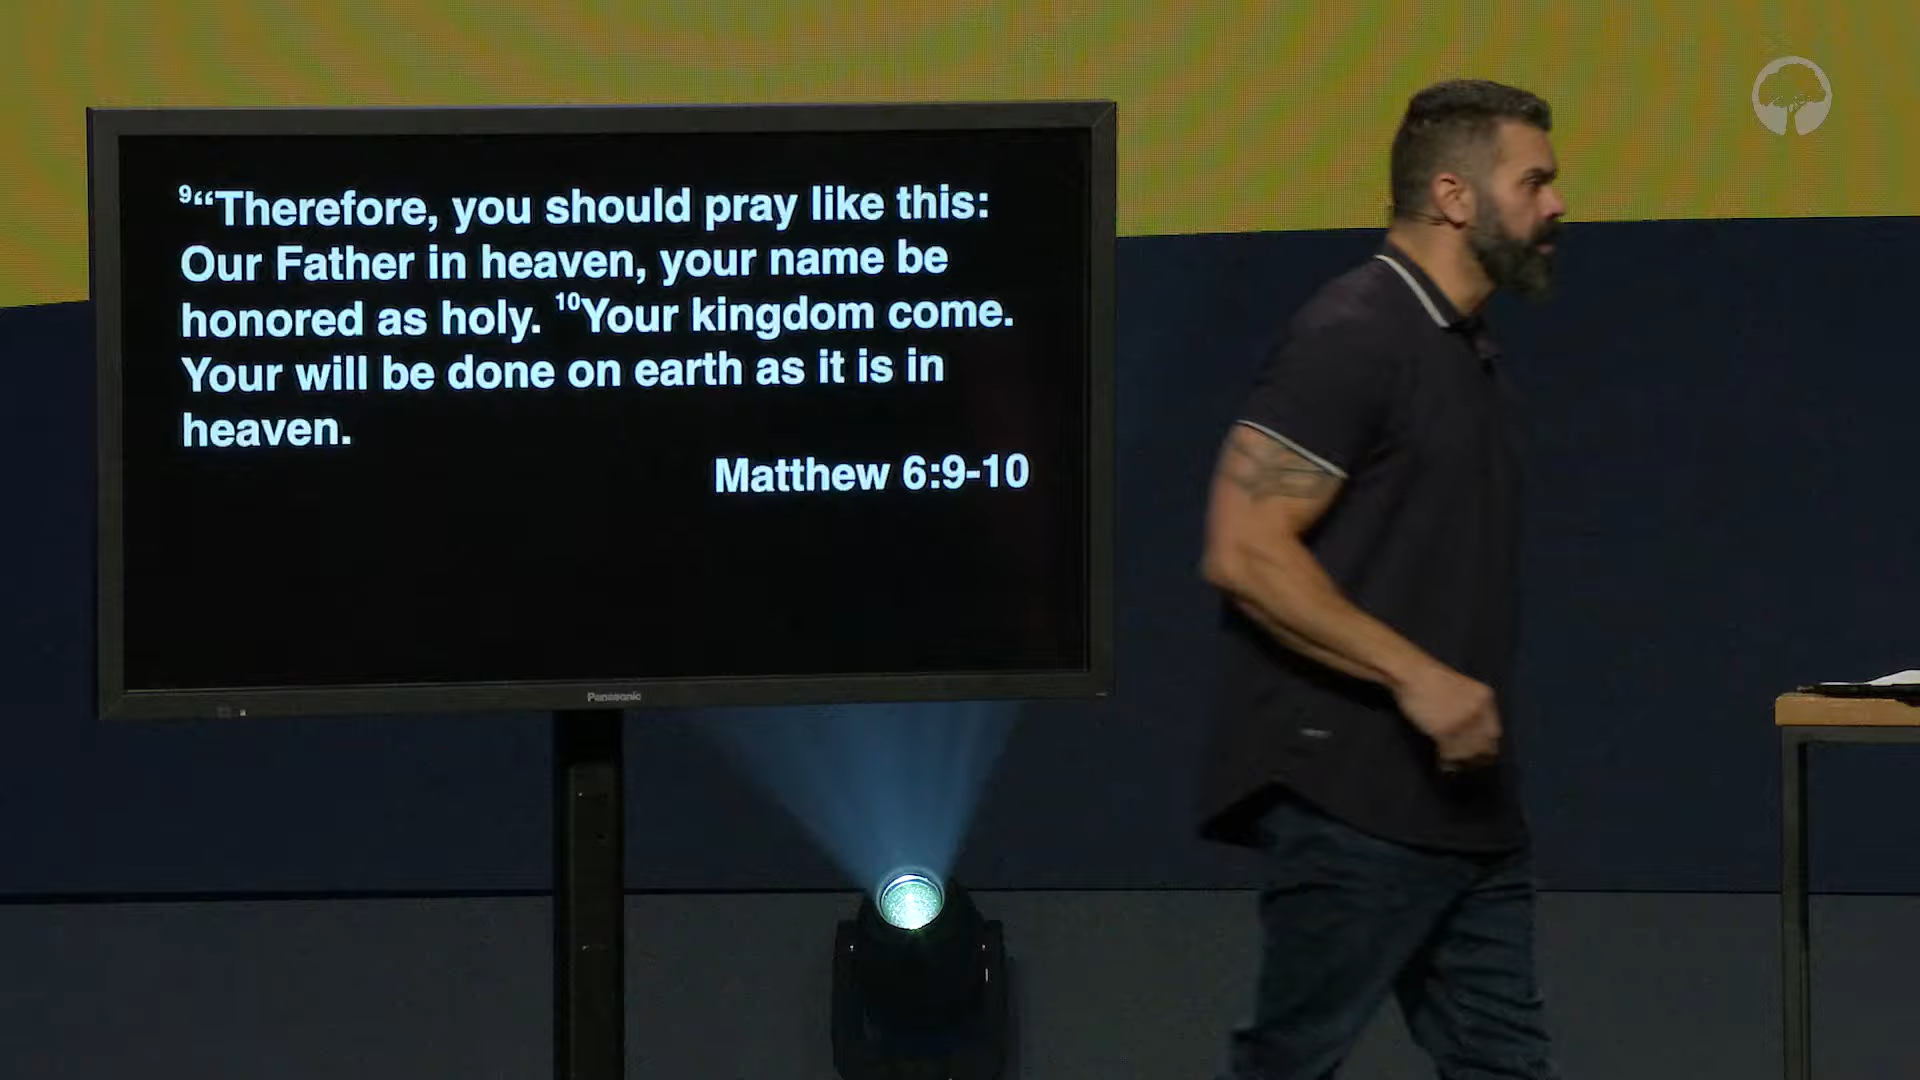 ⁹“Therefore, you should pray like this:
Our Father in heaven, your name be
honored as holy. ¹⁰Your kingdom come.
Your will be done on earth as it is in
heaven.
Matthew 6:9-10
Panasonic